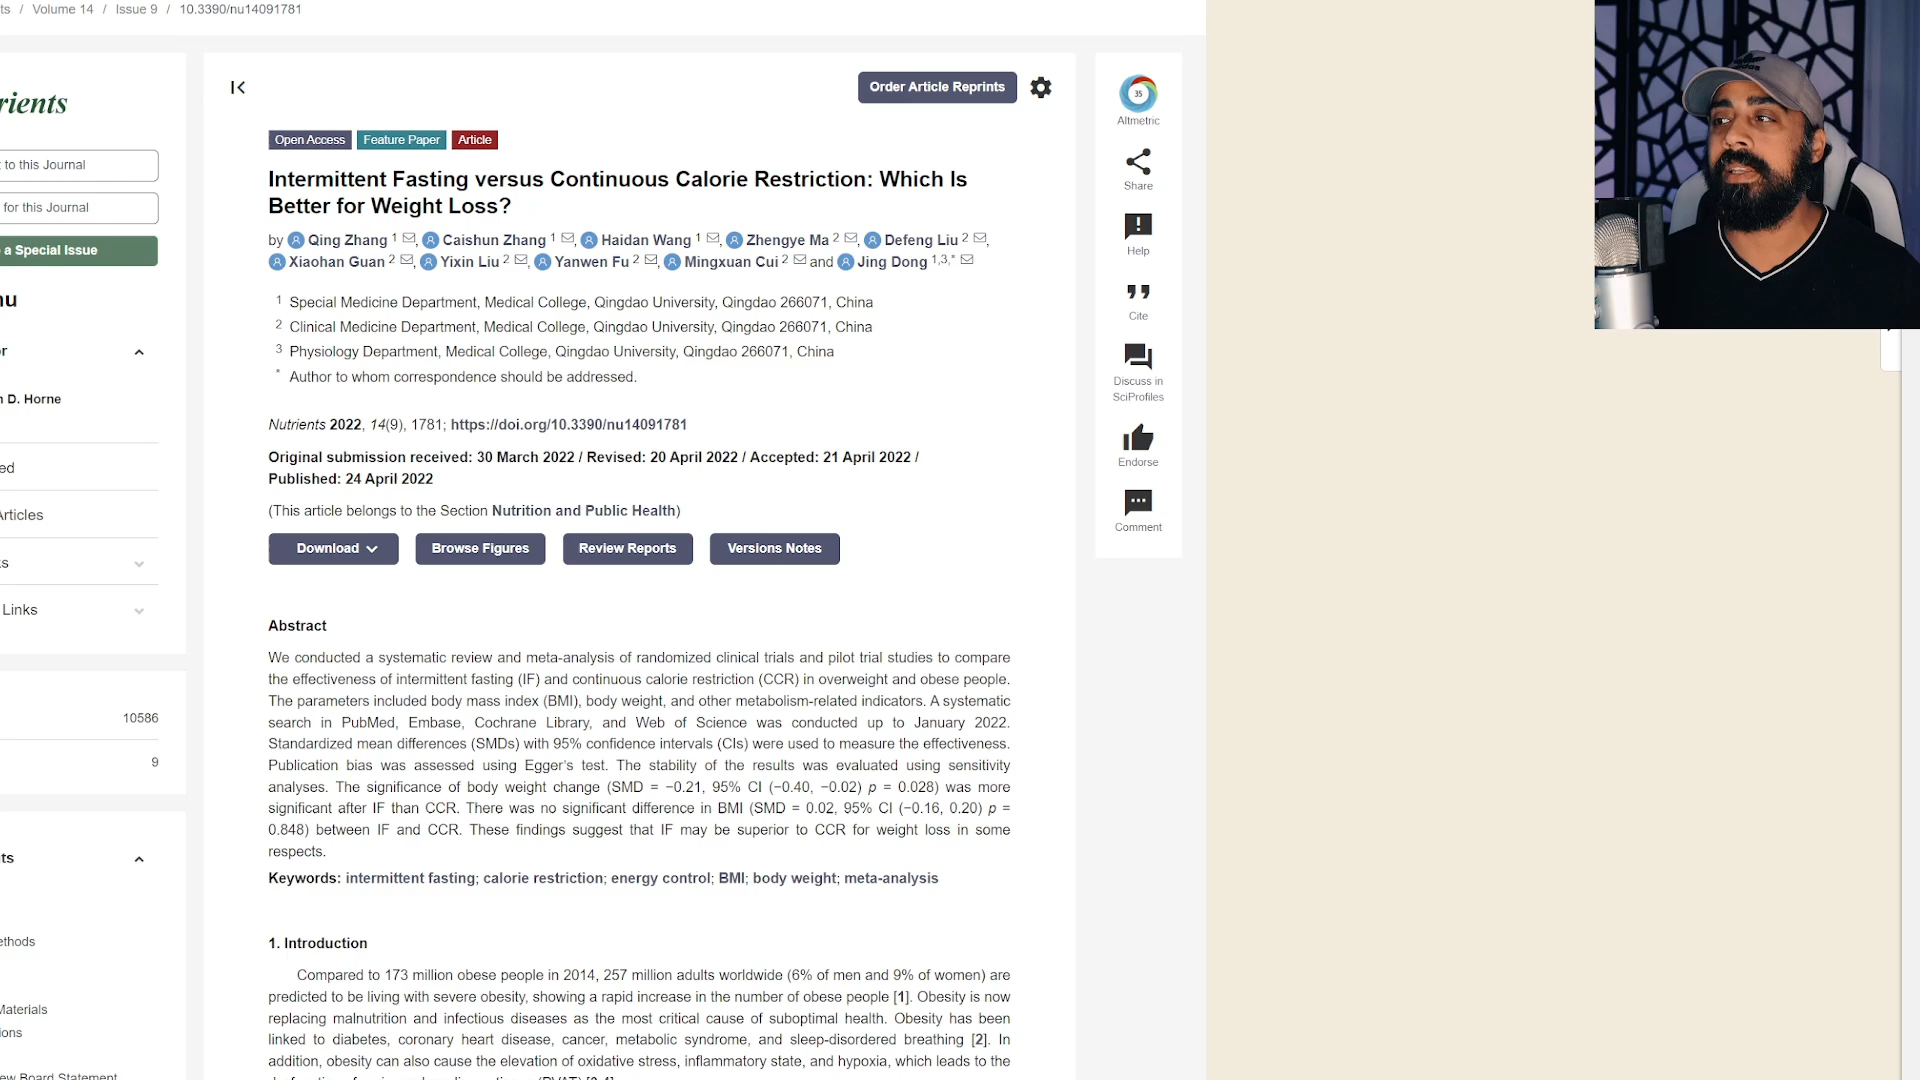 ts / Volume 14 / Issue 9 / 10.3390/nu14091781
rients
t to this Journal
for this Journal
a Special Issue
nu
r
n D. Horne
ed
Articles
ks
Links
10586
9
ts
ethods
Materials
ions
ew Board Statement
Order Article Reprints
Open Access Feature Paper Article
Intermittent Fasting versus Continuous Calorie Restriction: Which Is
Better for Weight Loss?
by Qing Zhang 1, Caishun Zhang 1, Haidan Wang 1, Zhengye Ma 2, Defeng Liu 2,
Xiaohan Guan 2, Yixin Liu 2, Yanwen Fu 2, Mingxuan Cui 2 and Jing Dong 1,3,*
1 Special Medicine Department, Medical College, Qingdao University, Qingdao 266071, China
2 Clinical Medicine Department, Medical College, Qingdao University, Qingdao 266071, China
3 Physiology Department, Medical College, Qingdao University, Qingdao 266071, China
* Author to whom correspondence should be addressed.
Nutrients 2022, 14(9), 1781; https://doi.org/10.3390/nu14091781
Original submission received: 30 March 2022 / Revised: 20 April 2022 / Accepted: 21 April 2022 /
Published: 24 April 2022
(This article belongs to the Section Nutrition and Public Health)
Download Browse Figures Review Reports Versions Notes
Abstract
We conducted a systematic review and meta-analysis of randomized clinical trials and pilot trial studies to compare
the effectiveness of intermittent fasting (IF) and continuous calorie restriction (CCR) in overweight and obese people.
The parameters included body mass index (BMI), body weight, and other metabolism-related indicators. A systematic
search in PubMed, Embase, Cochrane Library, and Web of Science was conducted up to January 2022.
Standardized mean differences (SMDs) with 95% confidence intervals (CIs) were used to measure the effectiveness.
Publication bias was assessed using Egger's test. The stability of the results was evaluated using sensitivity
analyses. The significance of body weight change (SMD = −0.21, 95% CI (−0.40, −0.02) p = 0.028) was more
significant after IF than CCR. There was no significant difference in BMI (SMD = 0.02, 95% CI (−0.16, 0.20) p =
0.848) between IF and CCR. These findings suggest that IF may be superior to CCR for weight loss in some
respects.
Keywords: intermittent fasting; calorie restriction; energy control; BMI; body weight; meta-analysis
1. Introduction
Compared to 173 million obese people in 2014, 257 million adults worldwide (6% of men and 9% of women) are
predicted to be living with severe obesity, showing a rapid increase in the number of obese people [1]. Obesity is now
replacing malnutrition and infectious diseases as the most critical cause of suboptimal health. Obesity has been
linked to diabetes, coronary heart disease, cancer, metabolic syndrome, and sleep-disordered breathing [2]. In
addition, obesity can also cause the elevation of oxidative stress, inflammatory state, and hypoxia, which leads to the
35
Altmetric
Share
Help
Cite
Discuss in
SciProfiles
Endorse
Comment